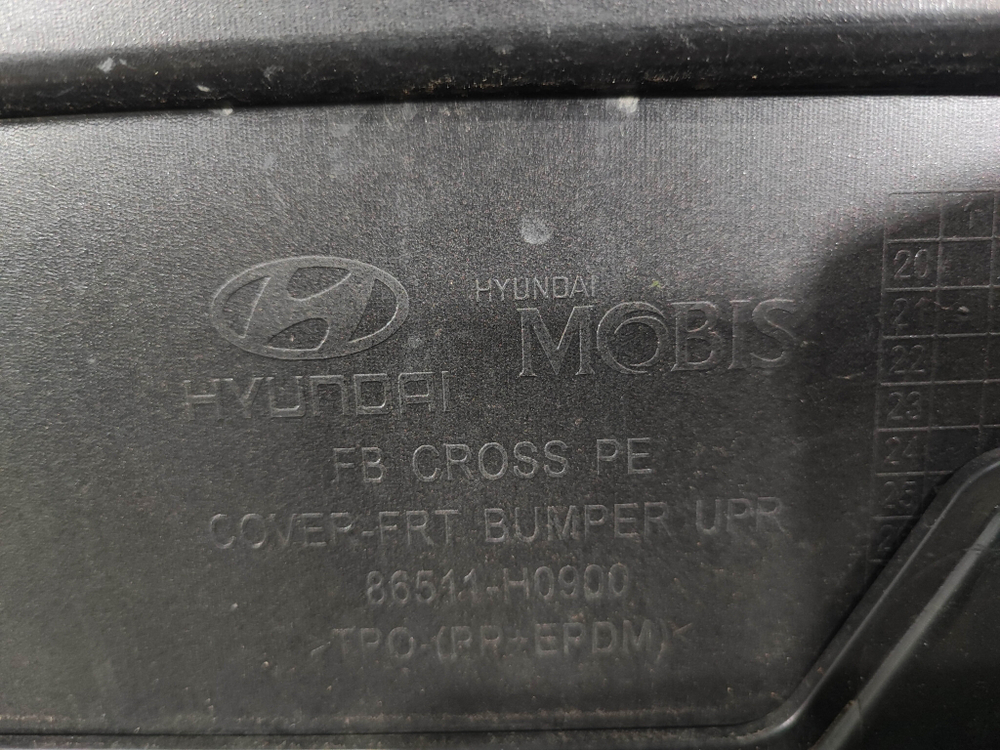 HYUNDAI
HYUNDAI
MOBIS
FB CROSS PE
COVER-FRT BUMPER UPR
86511-H0900
>TPO-(PP+EPDM)<
1
20
21
22
23
24
25